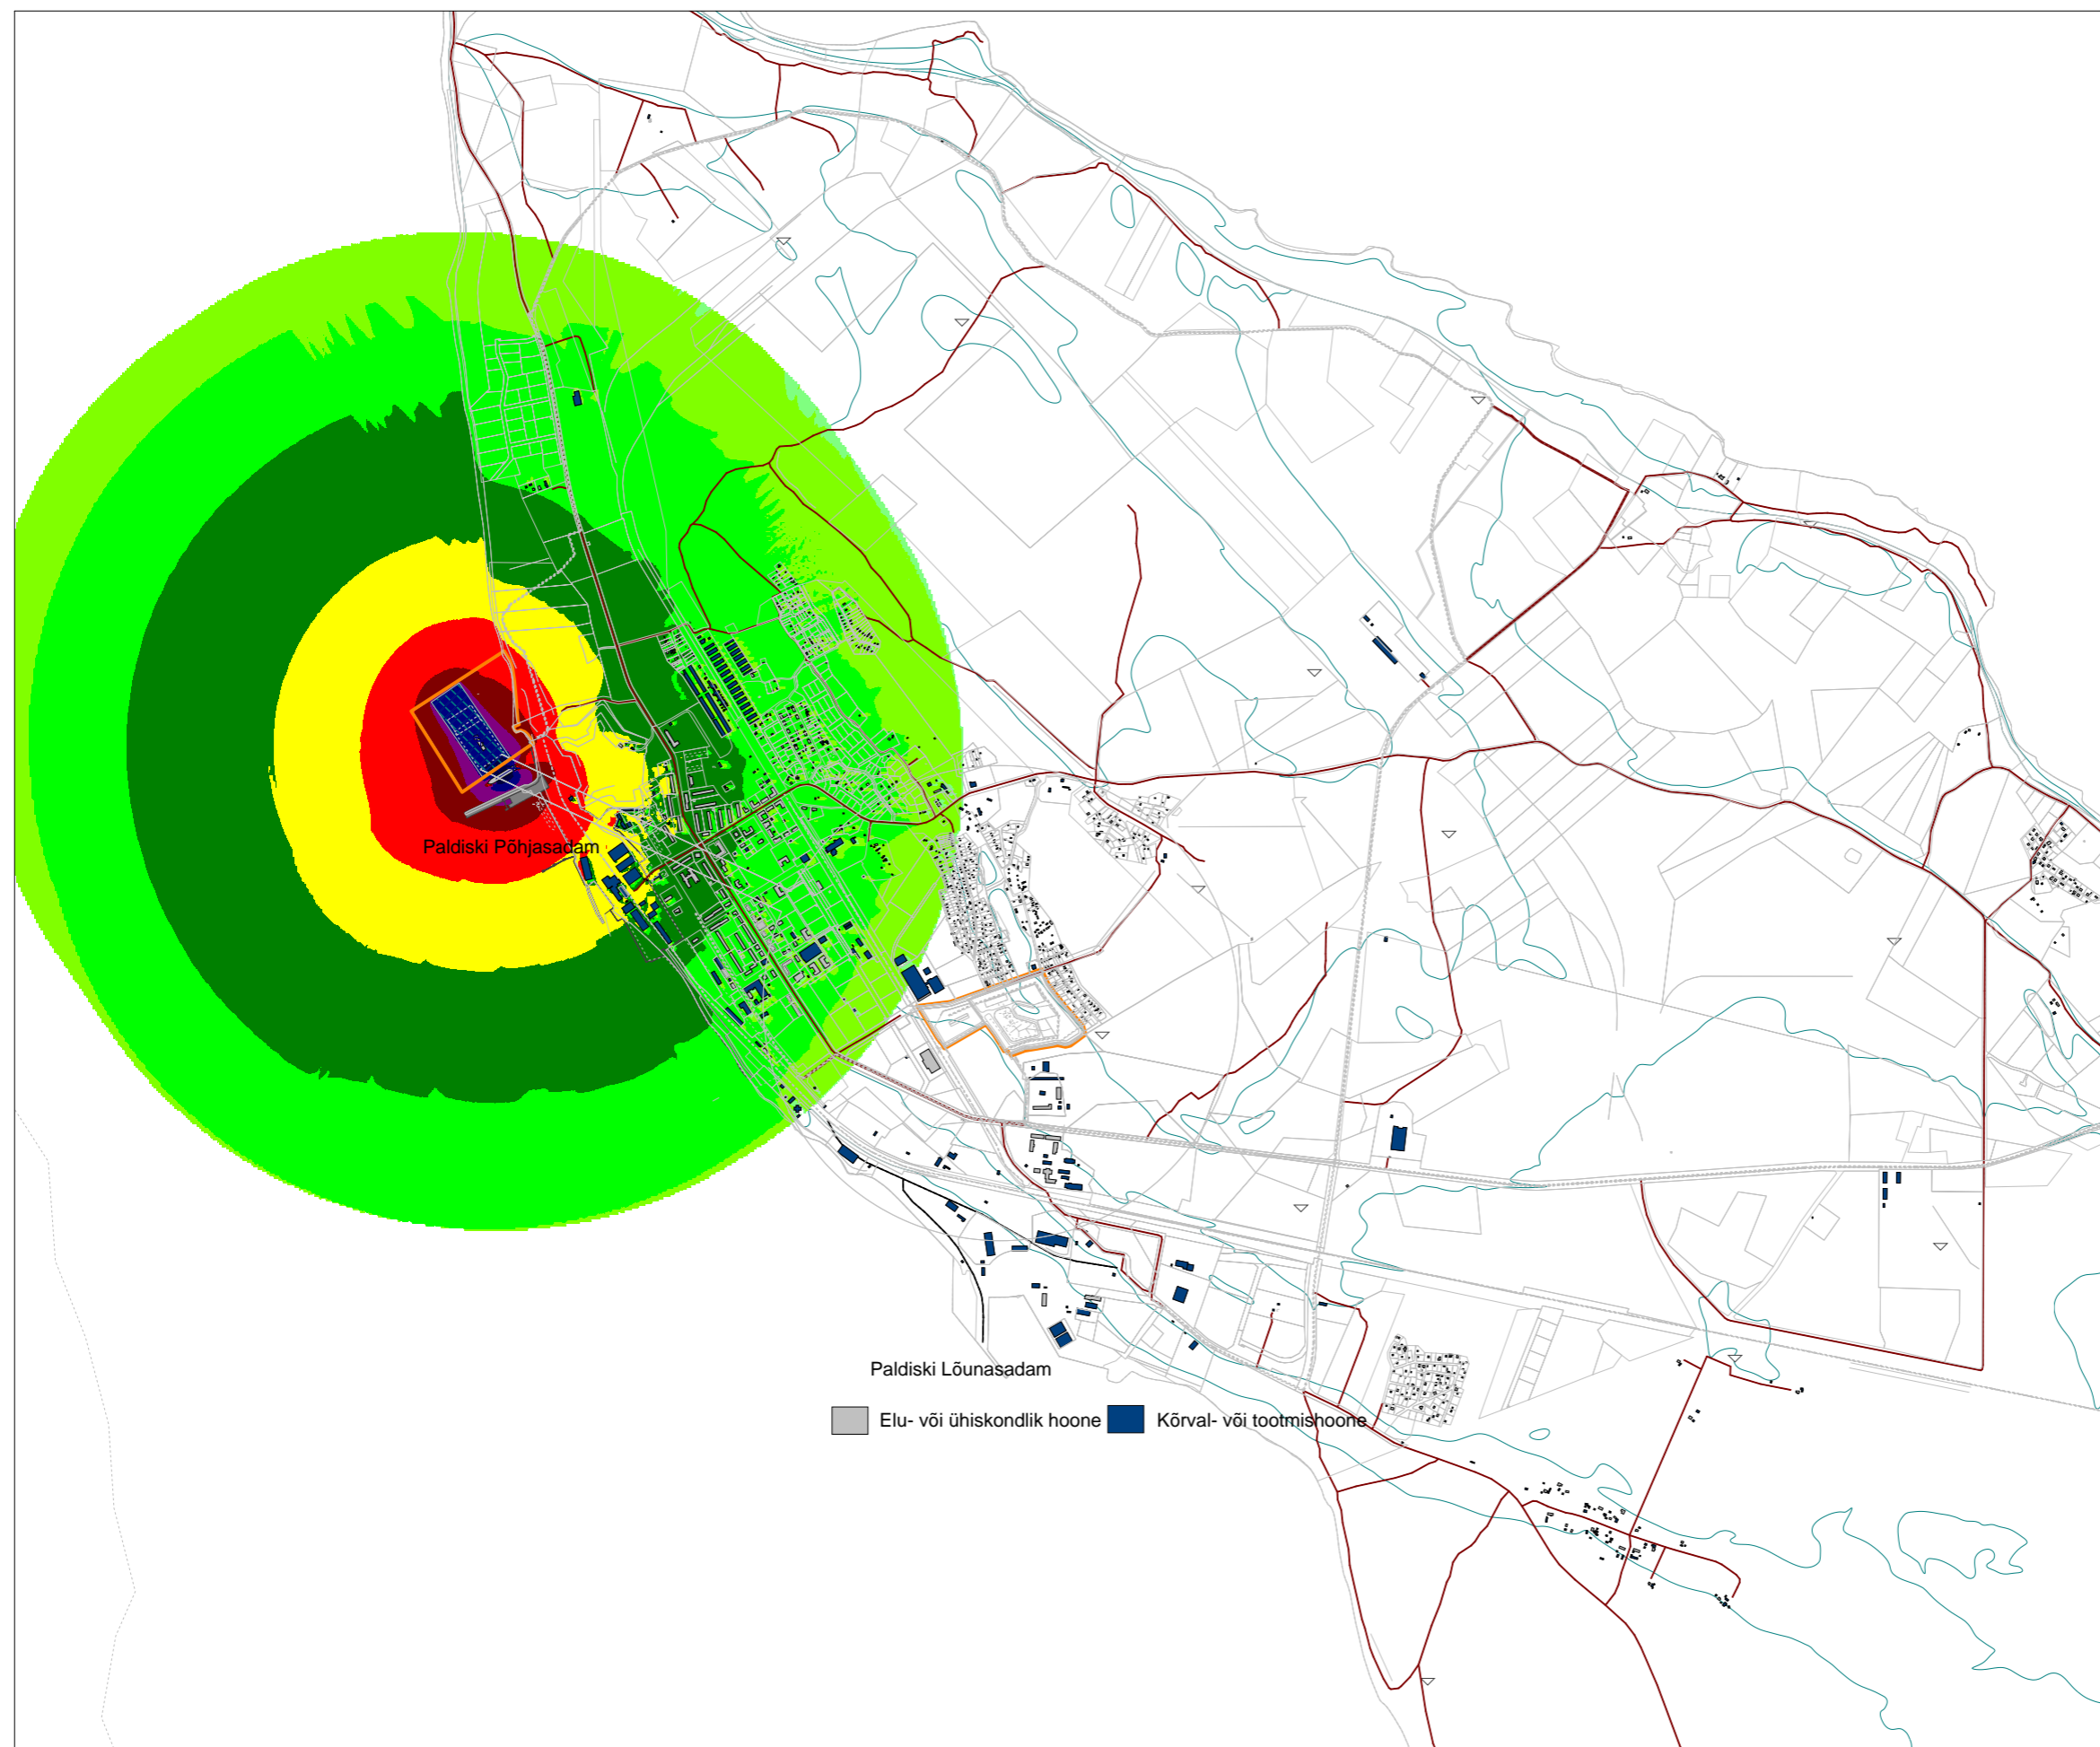 Paldiski Põhjasadam
Paldiski Lõunasadam
Elu- või ühiskondlik hoone Kõrval- või tootmishoone